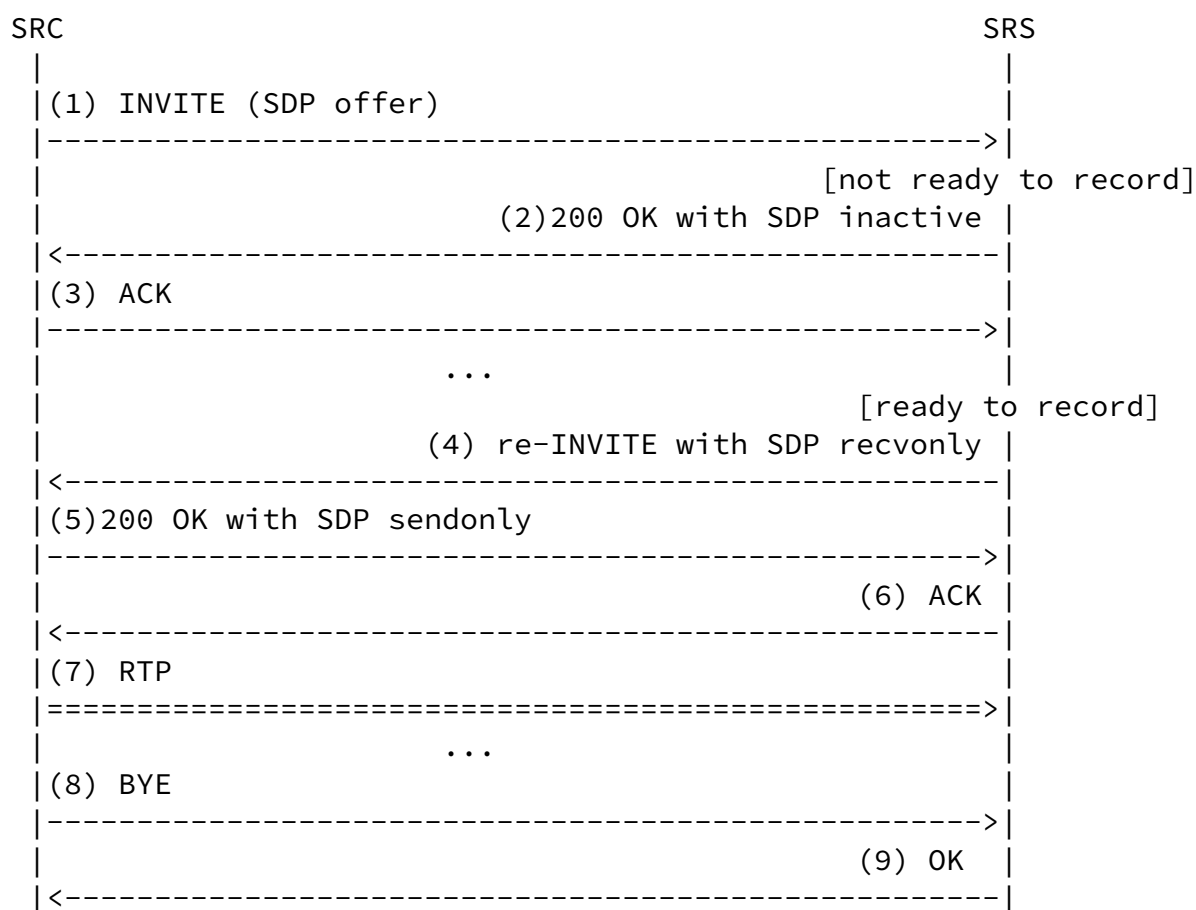 SRC SRS
(1) INVITE (SDP offer)
[not ready to record]
(2)200 OK with SDP inactive
(3) ACK
...
[ready to record]
(4) re-INVITE with SDP recvonly
(5)200 OK with SDP sendonly
(6) ACK
(7) RTP
...
(8) BYE
(9) OK